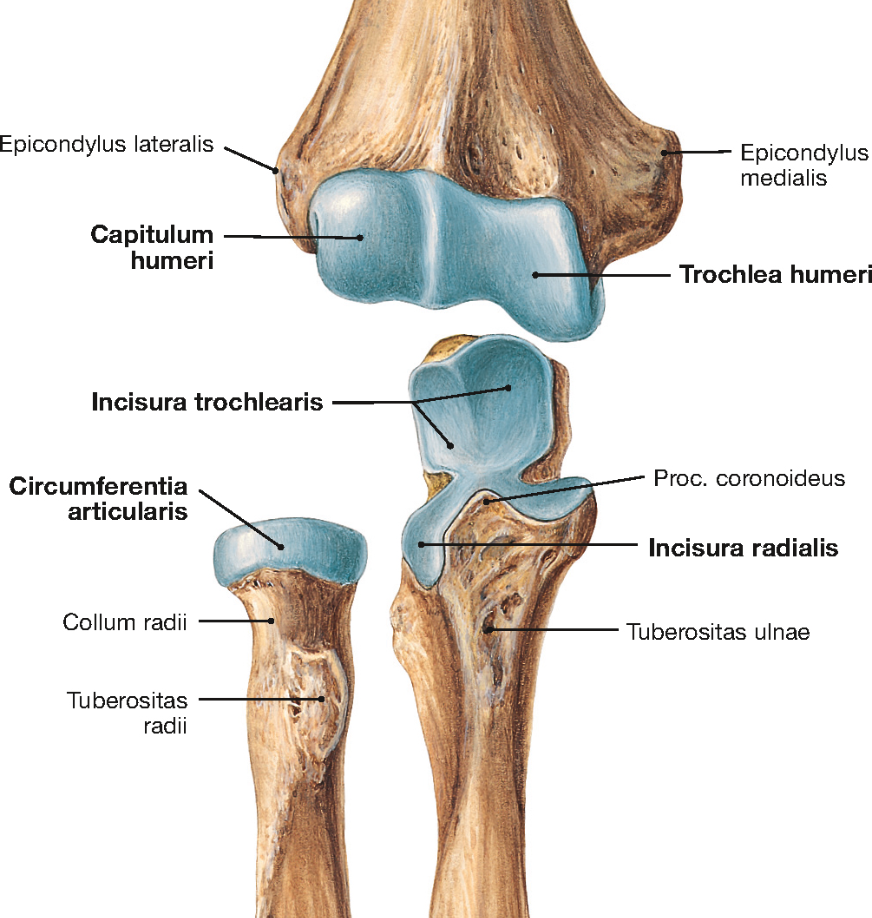 Epicondylus lateralis
Epicondylus
medialis
Capitulum
humeri
Trochlea humeri
Incisura trochlearis
Proc. coronoideus
Circumferentia
articularis
Incisura radialis
Collum radii
Tuberositas ulnae
Tuberositas
radii